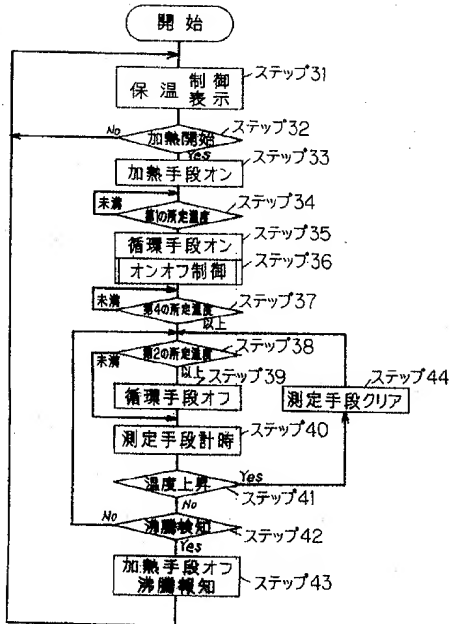 開始
保温 制御 表示
ステップ31
加熱開始
ステップ32
No
Yes
ステップ33
加熱手段オン
ステップ34
未満
第1の所定温度
ステップ35
循環手段オン
ステップ36
オンオフ制御
ステップ37
未満
第4の所定温度
以上
ステップ38
第2の所定温度
未満
以上
ステップ39
循環手段オフ
ステップ44
測定手段クリア
ステップ40
測定手段計時
温度上昇
Yes
ステップ41
No
No
沸騰検知
ステップ42
Yes
加熱手段オフ
沸騰報知
ステップ43